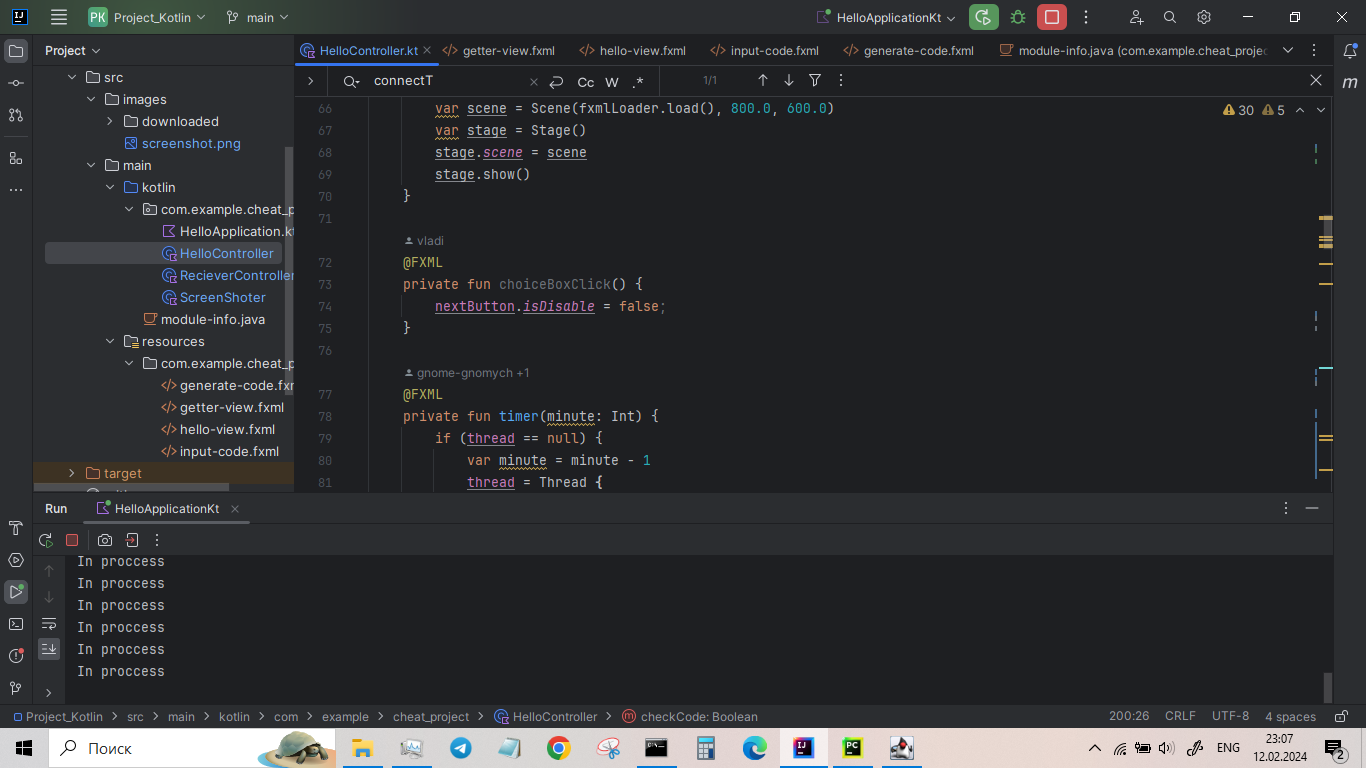 PK Project_Kotlin main HelloApplicationKt
Project
HelloController.kt getter-view.fxml hello-view.fxml input-code.fxml generate-code.fxml module-info.java (com.example.cheat_projec
connectT Cc W .* 1/1
src
images
downloaded
screenshot.png
main
kotlin
com.example.cheat_p
HelloApplication.kt
HelloController
RecieverController
ScreenShoter
module-info.java
resources
com.example.cheat_p
generate-code.fxm
getter-view.fxml
hello-view.fxml
input-code.fxml
target
30 5
66 var scene = Scene(fxmlLoader.load(), 800.0, 600.0)
67 var stage = Stage()
68 stage.scene = scene
69 stage.show()
70 }
71
vladi
72 @FXML
73 private fun choiceBoxClick() {
74 nextButton.isDisable = false;
75 }
76
gnome-gnomych +1
77 @FXML
78 private fun timer(minute: Int) {
79 if (thread == null) {
80 var minute = minute - 1
81 thread = Thread {
m
Run HelloApplicationKt
In proccess
In proccess
In proccess
In proccess
In proccess
In proccess
Project_Kotlin src main kotlin com example cheat_project HelloController checkCode: Boolean 200:26 CRLF UTF-8 4 spaces
Поиск
ENG
23:07
12.02.2024
2